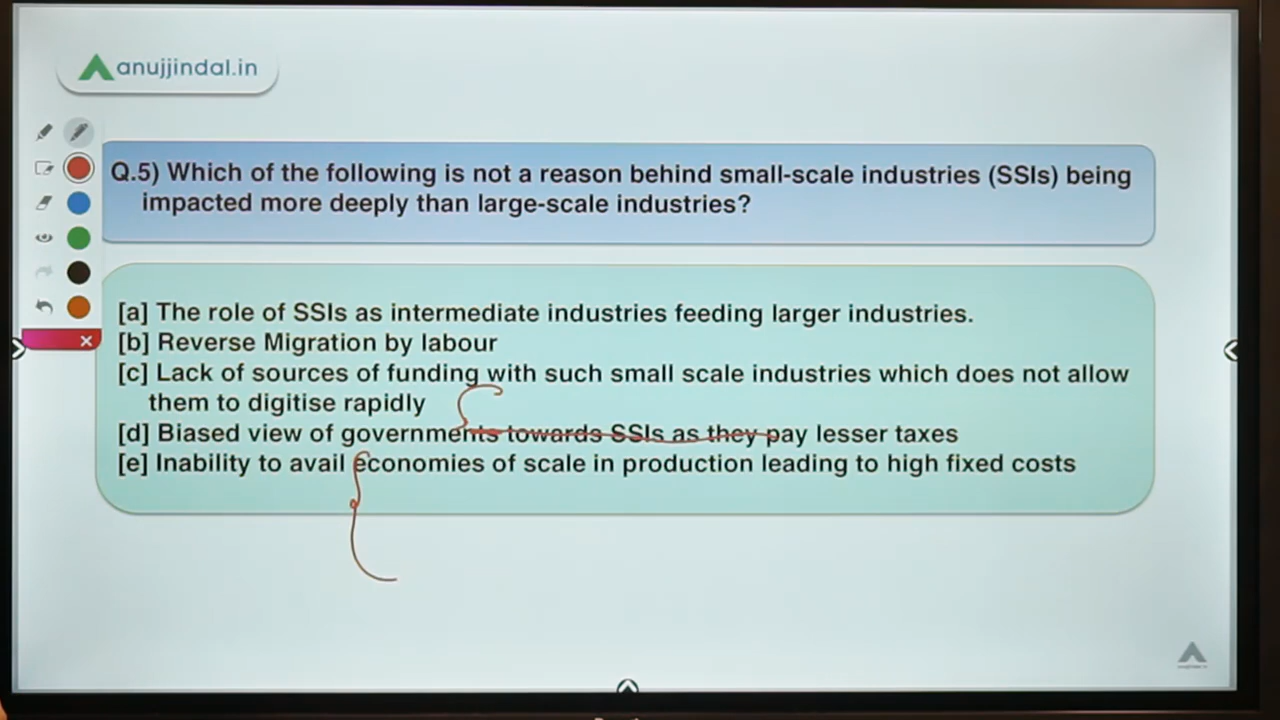 anujjindal.in
Q.5) Which of the following is not a reason behind small-scale industries (SSIs) being
impacted more deeply than large-scale industries?
[a] The role of SSIs as intermediate industries feeding larger industries.
[b] Reverse Migration by labour
[c] Lack of sources of funding with such small scale industries which does not allow
them to digitise rapidly
[d] Biased view of governments towards SSIs as they pay lesser taxes
[e] Inability to avail economies of scale in production leading to high fixed costs